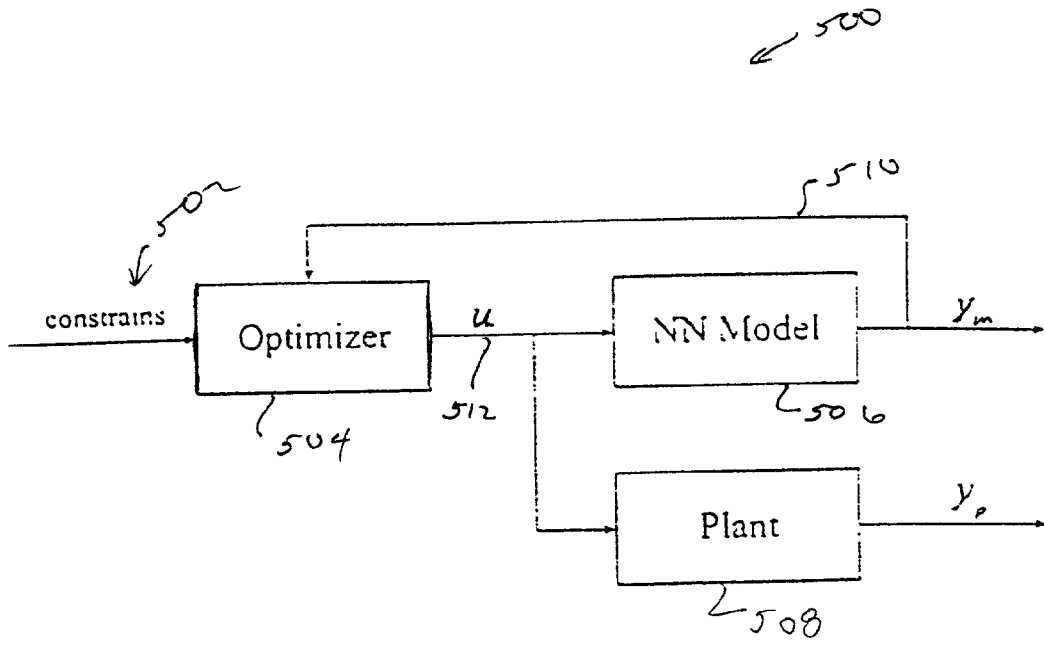 500
502
510
constrains
Optimizer
u
NN Model
y_m
512
504
506
Plant
y_p
508